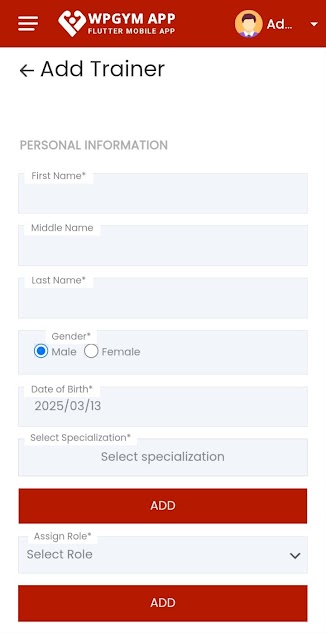 WPGYM APP
FLUTTER MOBILE APP
Ad...
Add Trainer
PERSONAL INFORMATION
First Name*
Middle Name
Last Name*
Gender*
Male Female
Date of Birth*
2025/03/13
Select Specialization*
Select specialization
ADD
Assign Role*
Select Role
ADD